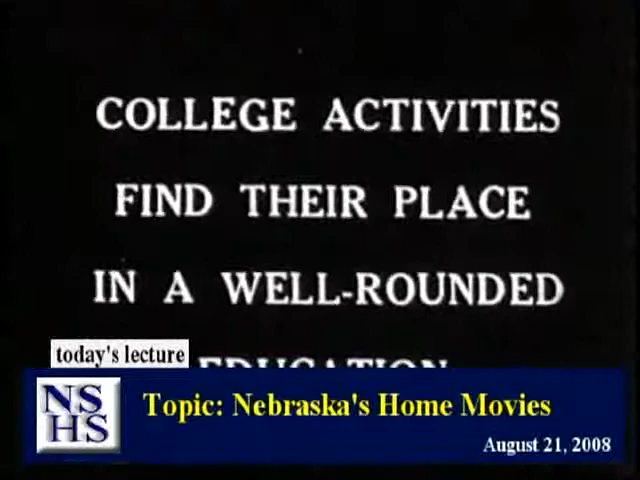 COLLEGE ACTIVITIES
FIND THEIR PLACE
IN A WELL-ROUNDED
EDUCATION
today's lecture
NS
HS
Topic: Nebraska's Home Movies
August 21, 2008